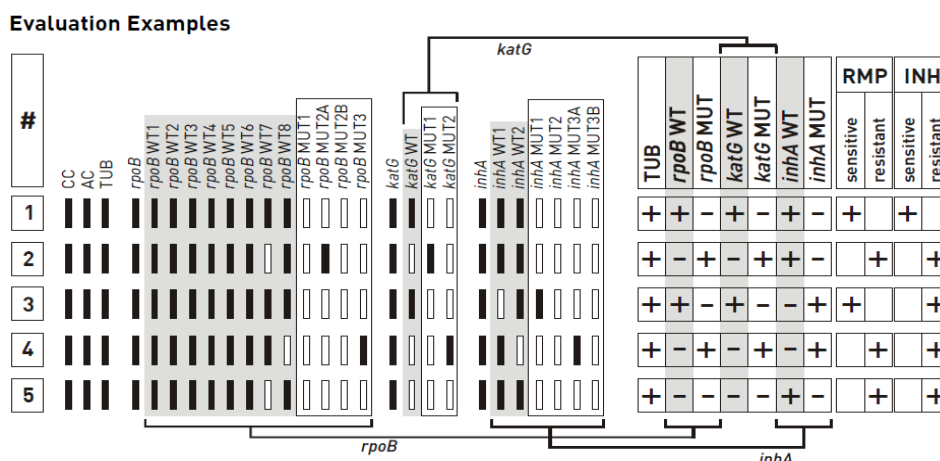 Evaluation Examples
katG
#
CC
AC
TUB
rpoB
rpoB WT1
rpoB WT2
rpoB WT3
rpoB WT4
rpoB WT5
rpoB WT6
rpoB WT7
rpoB WT8
rpoB MUT1
rpoB MUT2A
rpoB MUT2B
rpoB MUT3
katG
katG WT
katG MUT1
katG MUT2
inhA
inhA WT1
inhA WT2
inhA MUT1
inhA MUT2
inhA MUT3A
inhA MUT3B
TUB
rpoB WT
rpoB MUT
katG WT
katG MUT
inhA WT
inhA MUT
RMP INH
sensitive
resistant
sensitive
resistant
1 + + − + − + − + +
2 + − + − + + − + +
3 + + − + − − + + +
4 + − + − + − + + +
5 + − − − − + − + +
rpoB
inhA